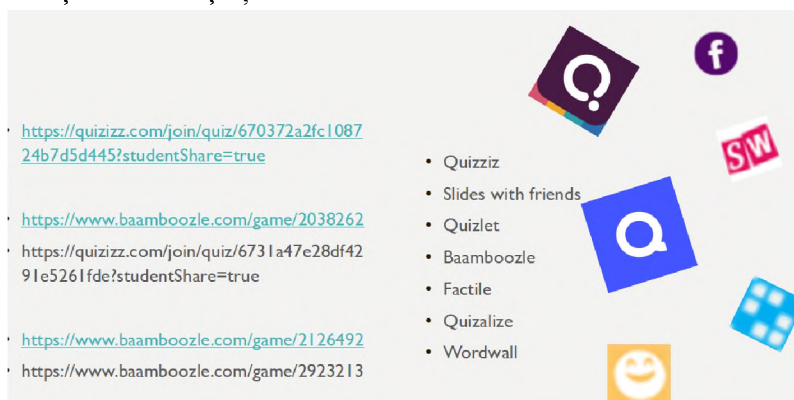 https://quizizz.com/join/quiz/670372a2fc1087
24b7d5d445?studentShare=true
https://www.baamboozle.com/game/2038262
https://quizizz.com/join/quiz/6731a47e28df42
91e5261fde?studentShare=true
https://www.baamboozle.com/game/2126492
https://www.baamboozle.com/game/2923213
• Quizziz
• Slides with friends
• Quizlet
• Baamboozle
• Factile
• Quizalize
• Wordwall
f
SW
Q